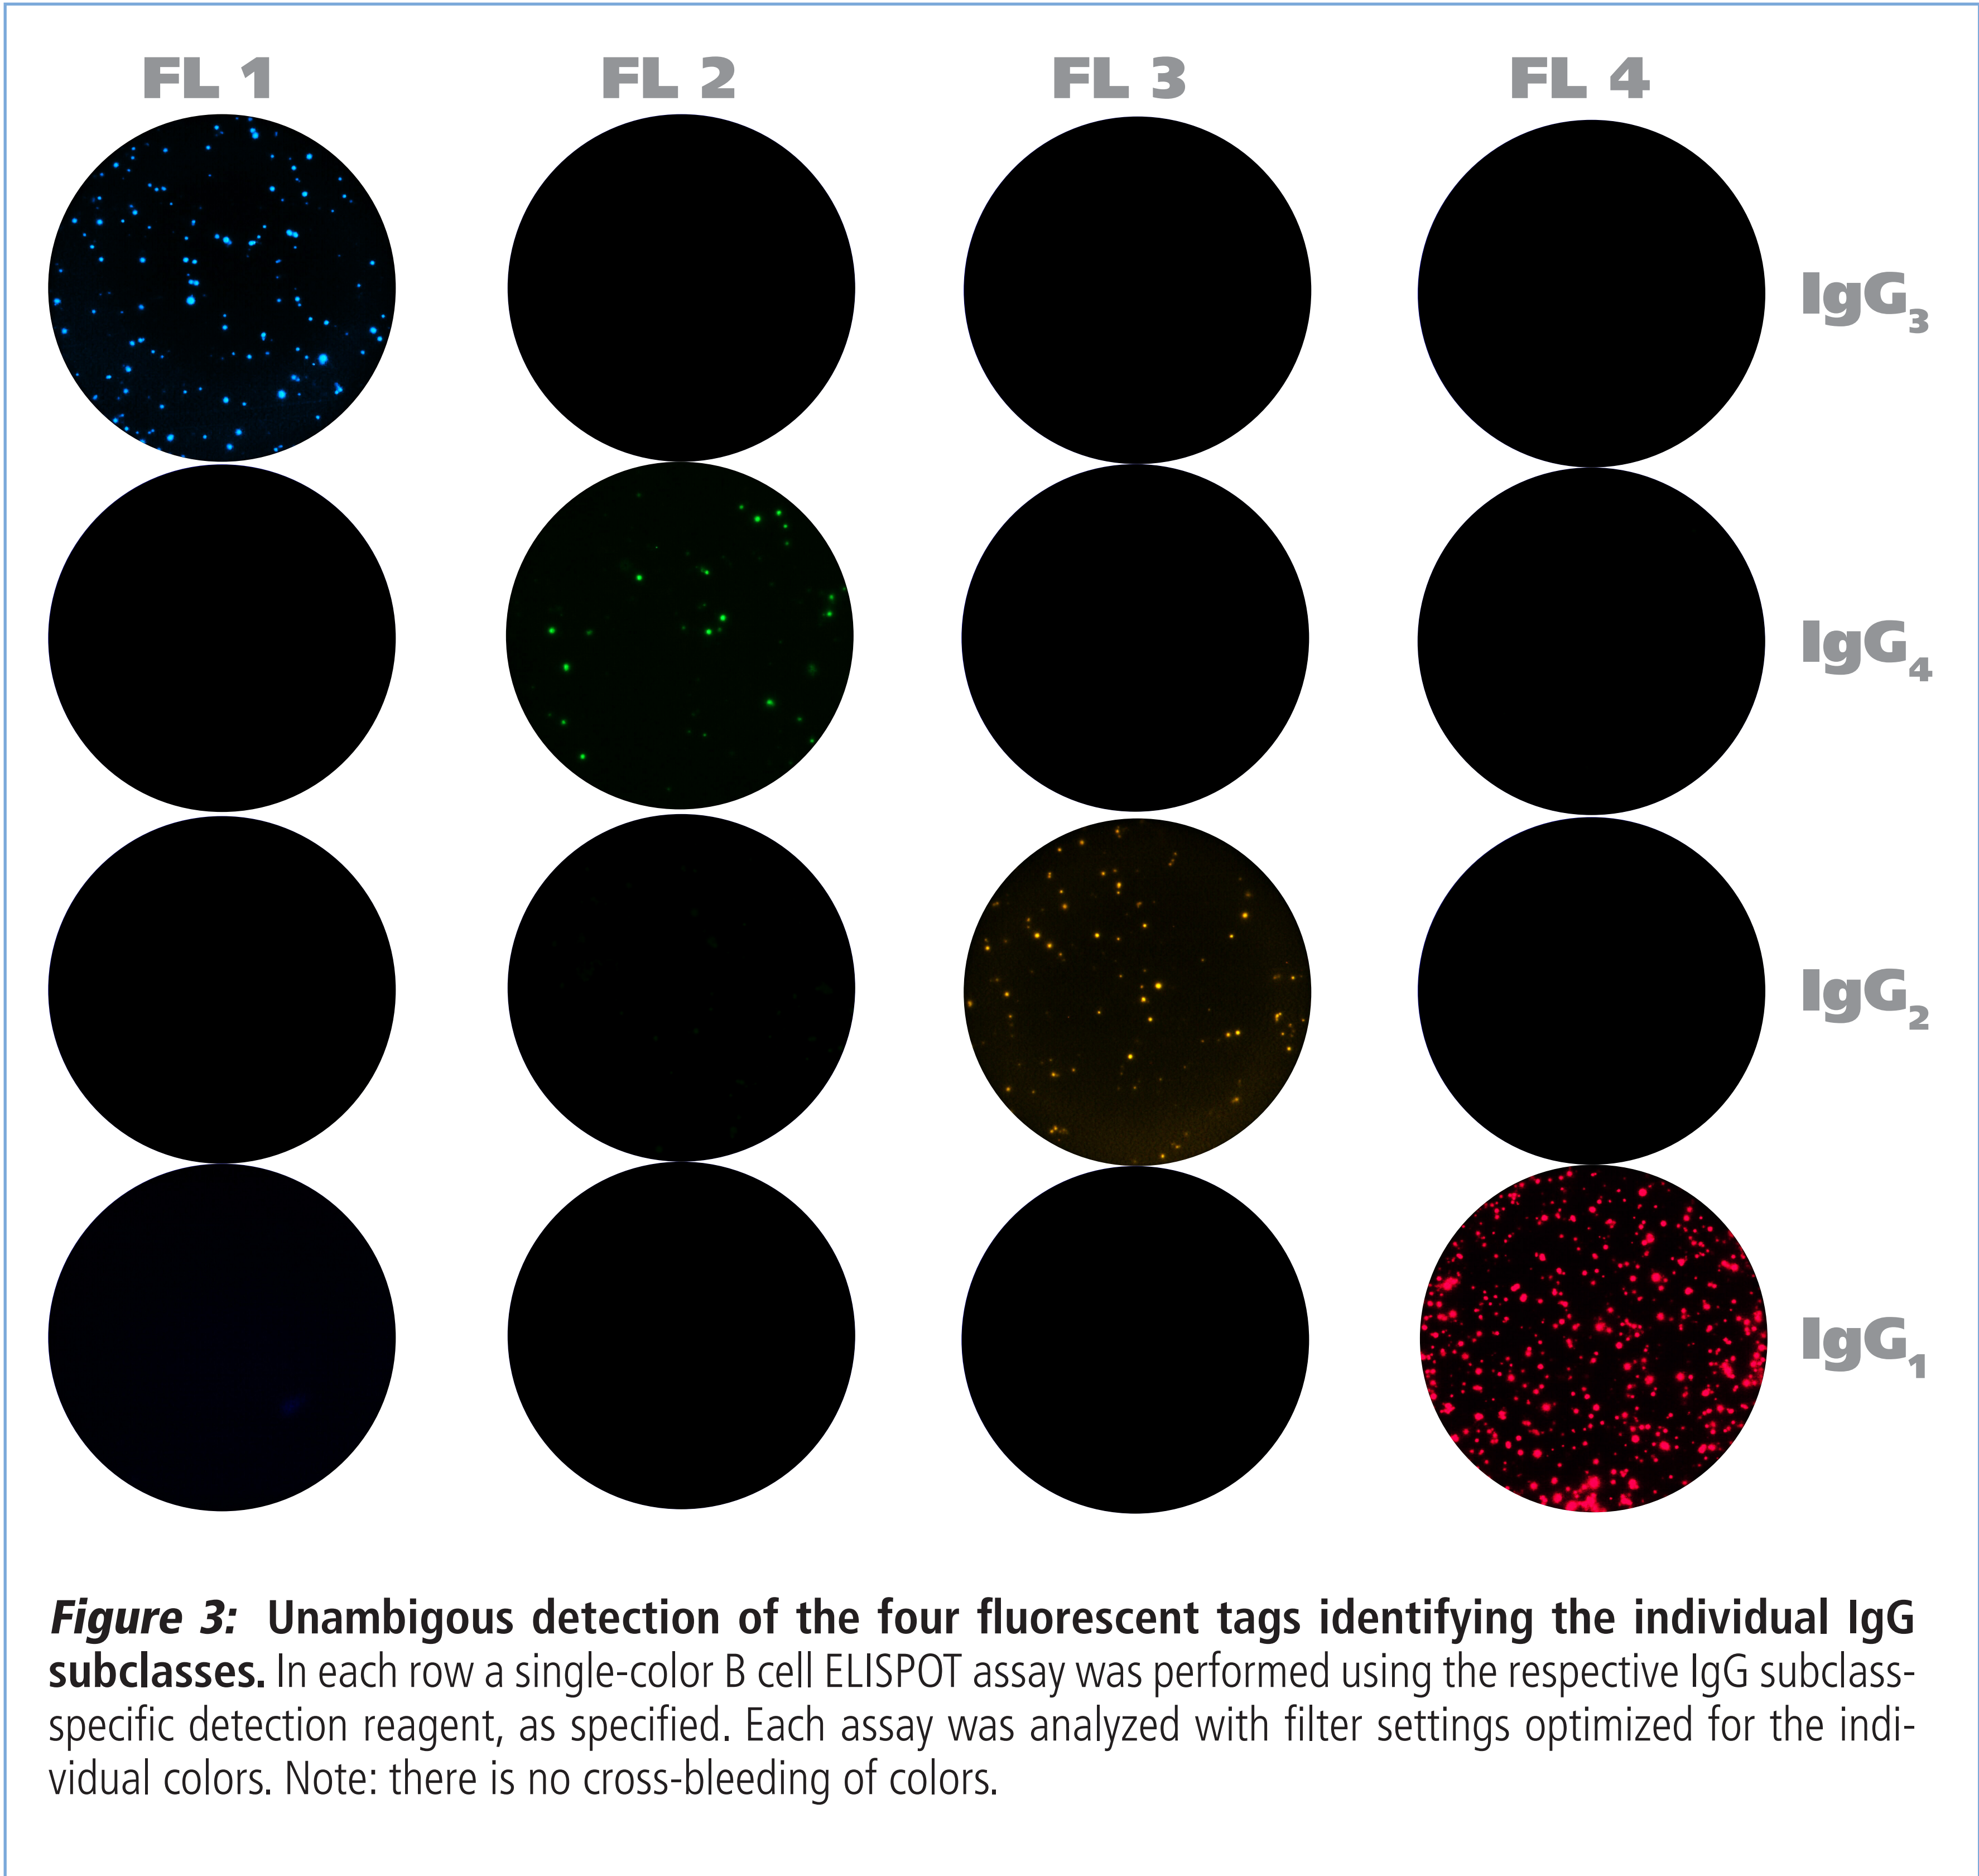 FL 1 FL 2 FL 3 FL 4
IgG3
IgG4
IgG2
IgG1
Figure 3: Unambigous detection of the four fluorescent tags identifying the individual IgG
subclasses. In each row a single-color B cell ELISPOT assay was performed using the respective IgG subclass-
specific detection reagent, as specified. Each assay was analyzed with filter settings optimized for the indi-
vidual colors. Note: there is no cross-bleeding of colors.